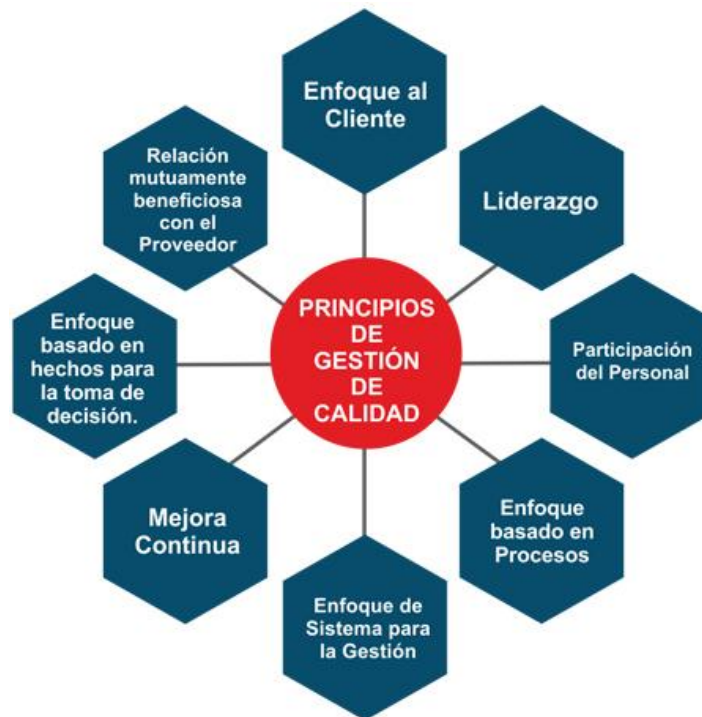 Enfoque al
Cliente
Liderazgo
Participación
del Personal
Enfoque
basado en
Procesos
Enfoque de
Sistema para
la Gestión
Mejora
Continua
Enfoque
basado en
hechos para
la toma de
decisión.
Relación
mutuamente
beneficiosa
con el
Proveedor
PRINCIPIOS
DE
GESTIÓN
DE
CALIDAD